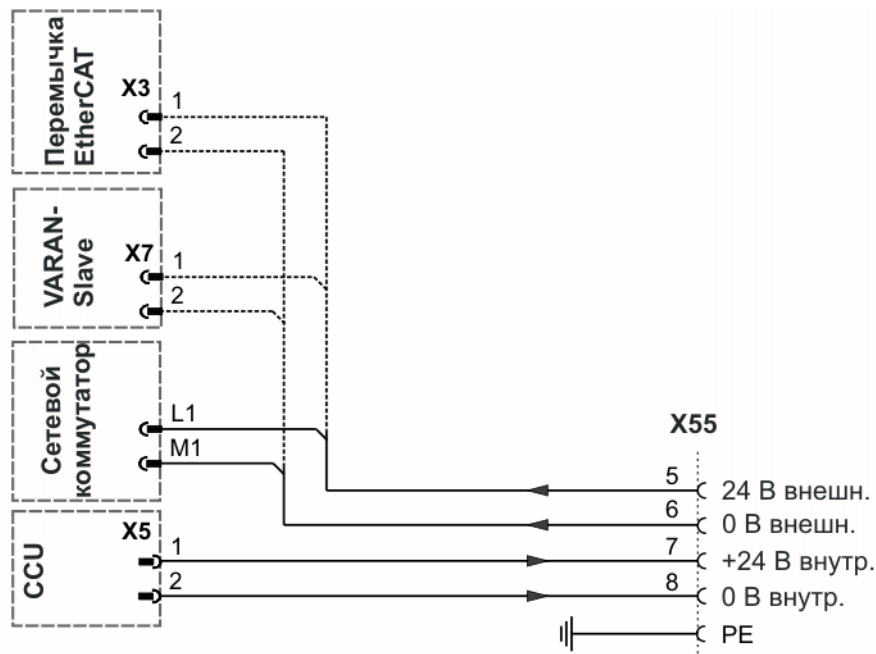 Перемычка
EtherCAT
X3
1
2
VARAN-
Slave
X7
1
2
Сетевой
коммутатор
L1
M1
CCU
X5
1
2
X55
5 24 В внешн.
6 0 В внешн.
7 +24 В внутр.
8 0 В внутр.
PE